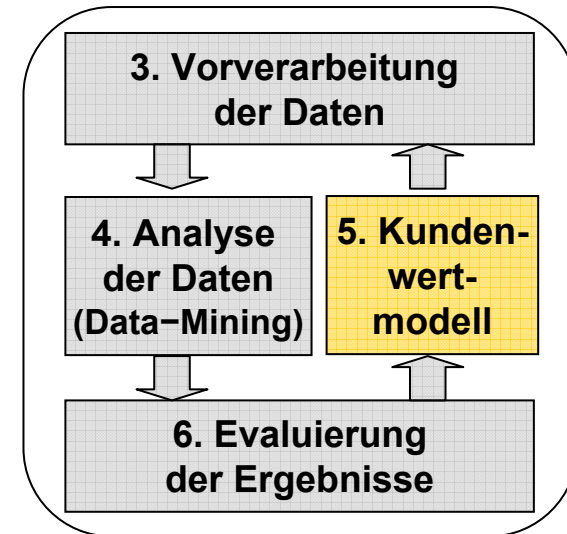 3. Vorverarbeitung
der Daten
4. Analyse
der Daten
(Data−Mining)
5. Kunden-
wert-
modell
6. Evaluierung
der Ergebnisse